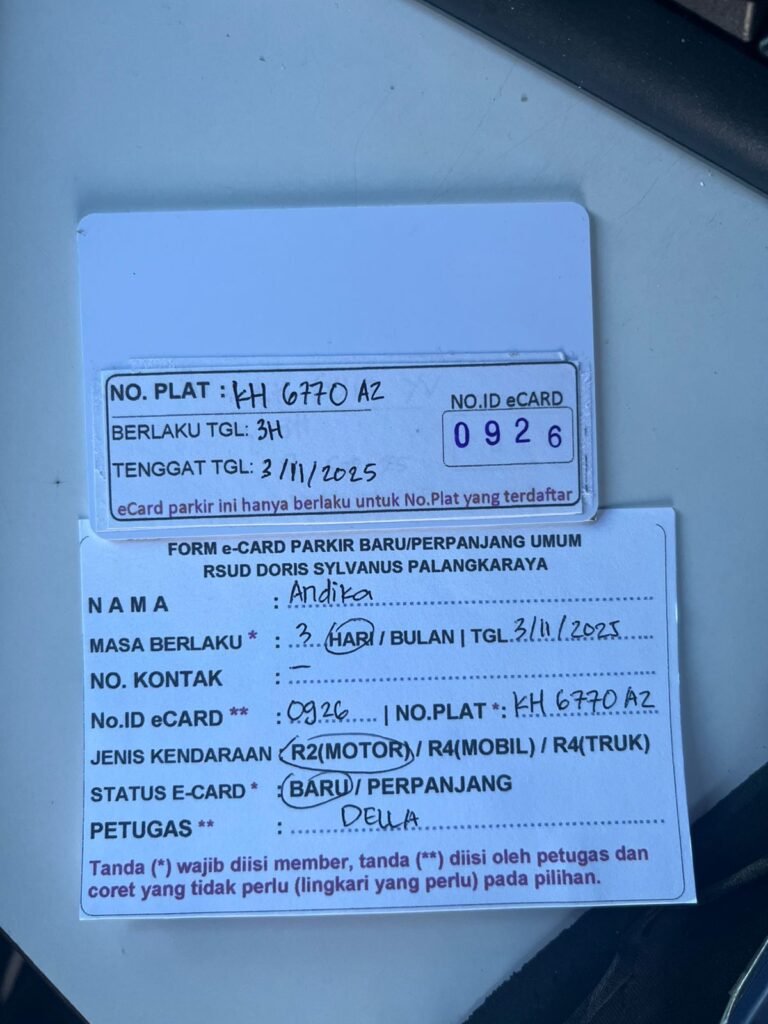 NO. PLAT : KH 6770 AZ
NO.ID eCARD
BERLAKU TGL: 3H
0926
TENGGAT TGL: 3/11/2025
eCard parkir ini hanya berlaku untuk No.Plat yang terdaftar
FORM e-CARD PARKIR BARU/PERPANJANG UMUM
RSUD DORIS SYLVANUS PALANGKARAYA
NAMA : Andika
MASA BERLAKU * : 3 HARI / BULAN | TGL 3/11/2025
NO. KONTAK : –
No.ID eCARD ** : 0926 | NO.PLAT *: KH 6770 AZ
JENIS KENDARAAN : R2(MOTOR) / R4(MOBIL) / R4(TRUK)
STATUS E-CARD * : BARU / PERPANJANG
PETUGAS ** : DELLA
Tanda (*) wajib diisi member, tanda (**) diisi oleh petugas dan
coret yang tidak perlu (lingkari yang perlu) pada pilihan.